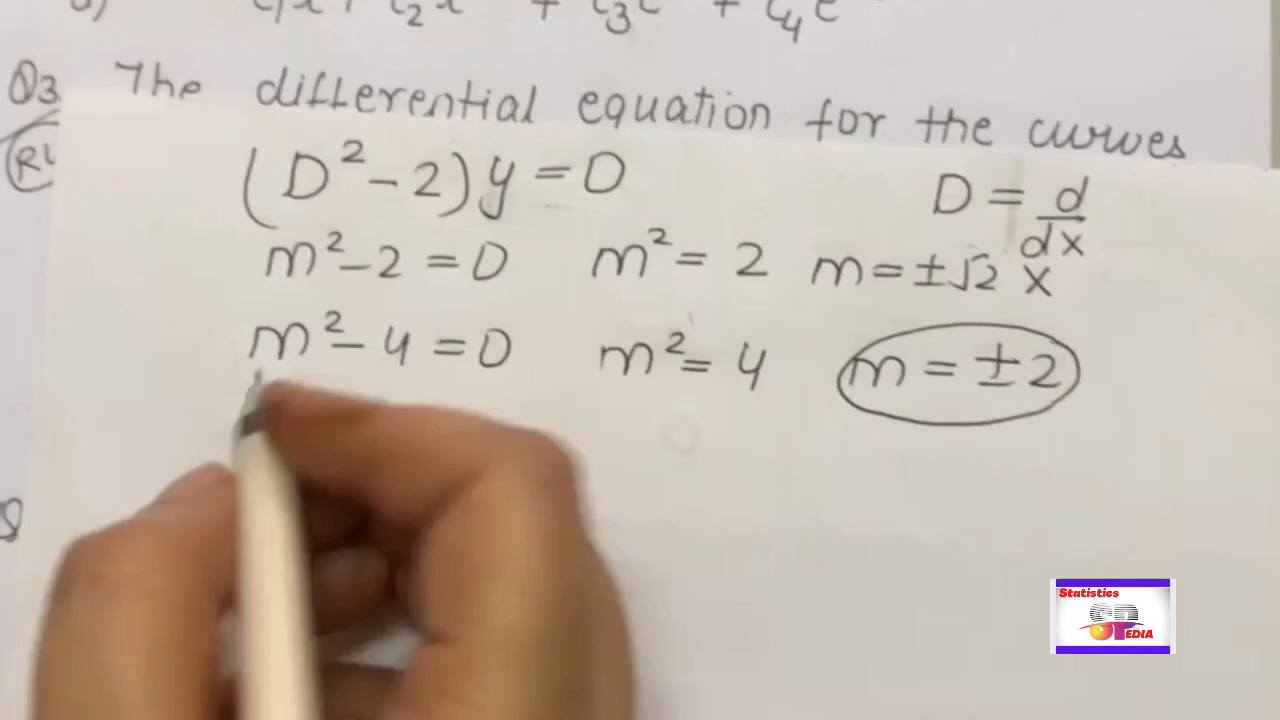 Q3 The differential equation for the curves
(D² - 2) y = 0
D = d/dx
m² - 2 = 0 m² = 2 m = ±√2 X
m² - 4 = 0 m² = 4 m = ±2
Statistics
PEDIA